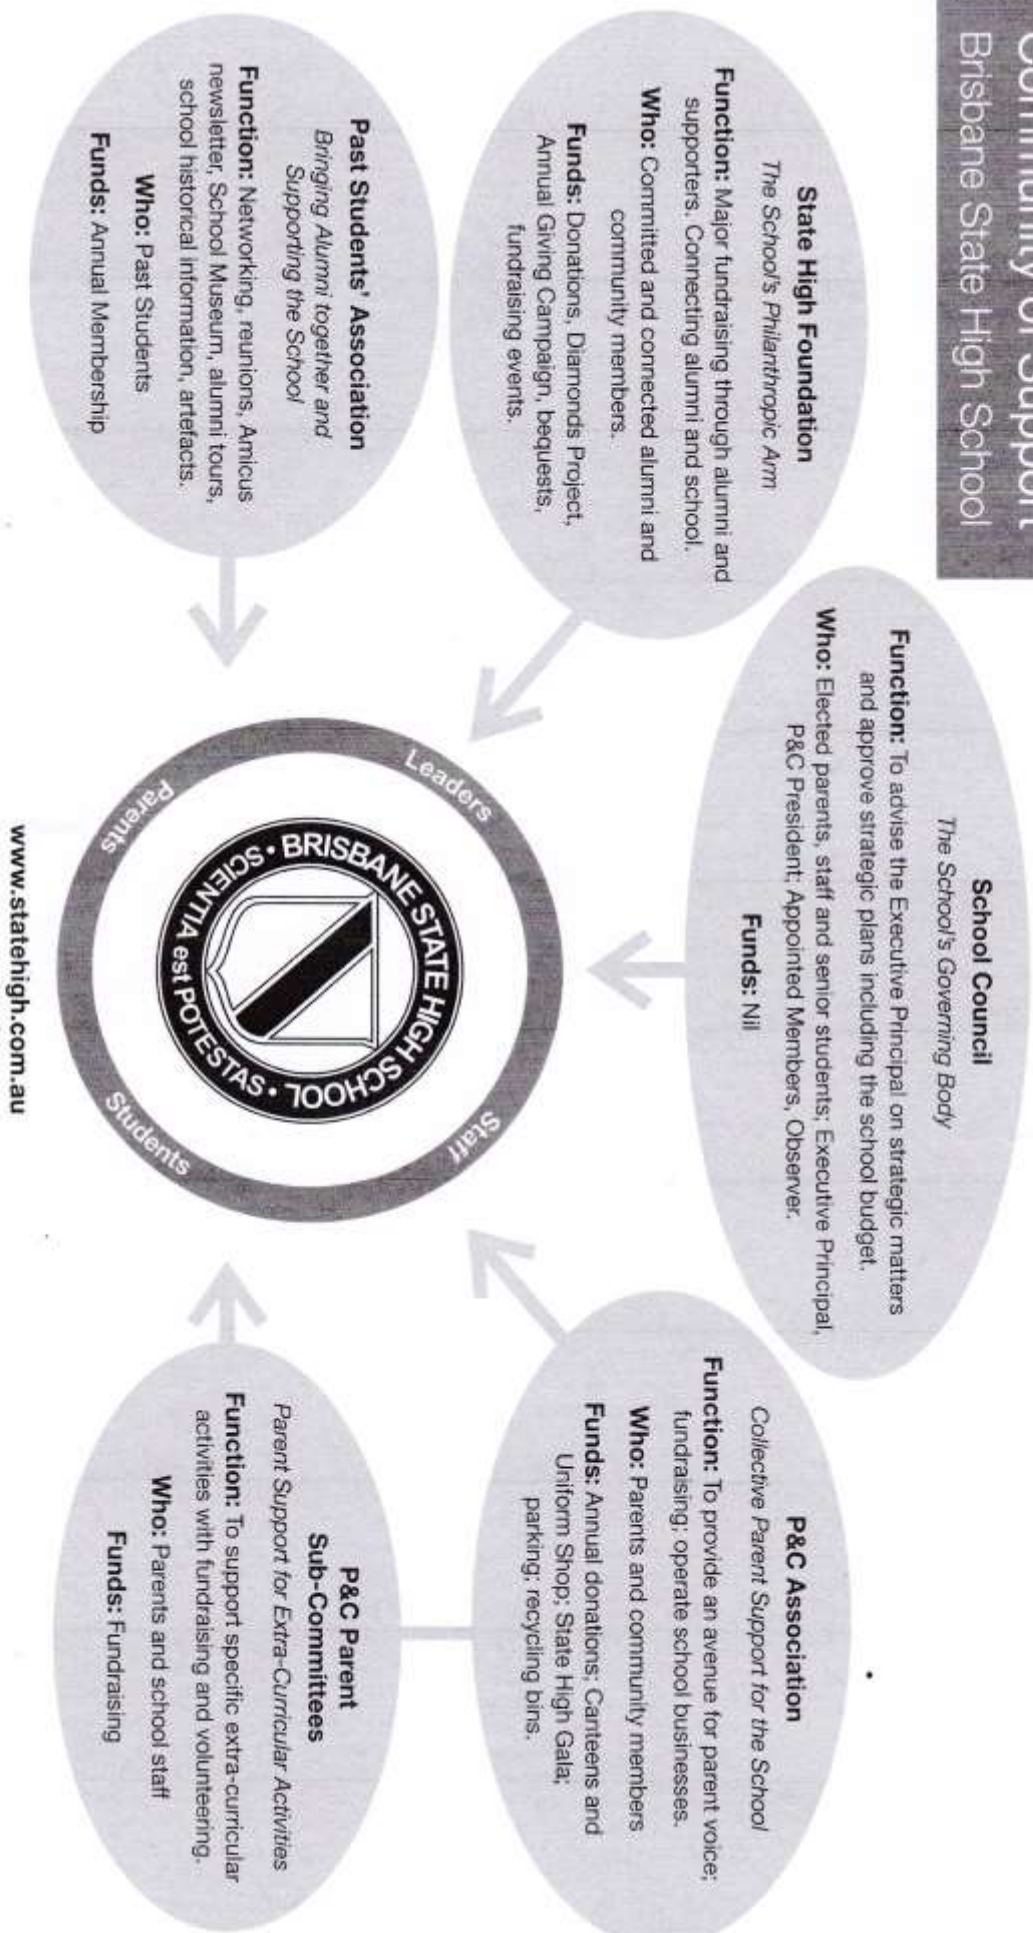 Community of Support
Brisbane State High School
School Council
The School's Governing Body
Function: To advise the Executive Principal on strategic matters
and approve strategic plans including the school budget.
Who: Elected parents, staff and senior students; Executive Principal,
P&C President; Appointed Members, Observer.
Funds: Nil
State High Foundation
The School's Philanthropic Arm
Function: Major fundraising through alumni and
supporters. Connecting alumni and school.
Who: Committed and connected alumni and
community members.
Funds: Donations, Diamonds Project,
Annual Giving Campaign, bequests,
fundraising events.
P&C Association
Collective Parent Support for the School
Function: To provide an avenue for parent voice;
fundraising; operate school businesses.
Who: Parents and community members
Funds: Annual donations; Canteens and
Uniform Shop; State High Gala;
parking; recycling bins.
Past Students' Association
Bringing Alumni together and
Supporting the School
Function: Networking, reunions, Amicus
newsletter, School Museum, alumni tours,
school historical information, artefacts.
Who: Past Students
Funds: Annual Membership
P&C Parent
Sub-Committees
Parent Support for Extra-Curricular Activities
Function: To support specific extra-curricular
activities with fundraising and volunteering.
Who: Parents and school staff
Funds: Fundraising
Leaders
Staff
Parents
Students
• BRISBANE STATE HIGH SCHOOL •
SCIENTIA est POTESTAS
www.statehigh.com.au